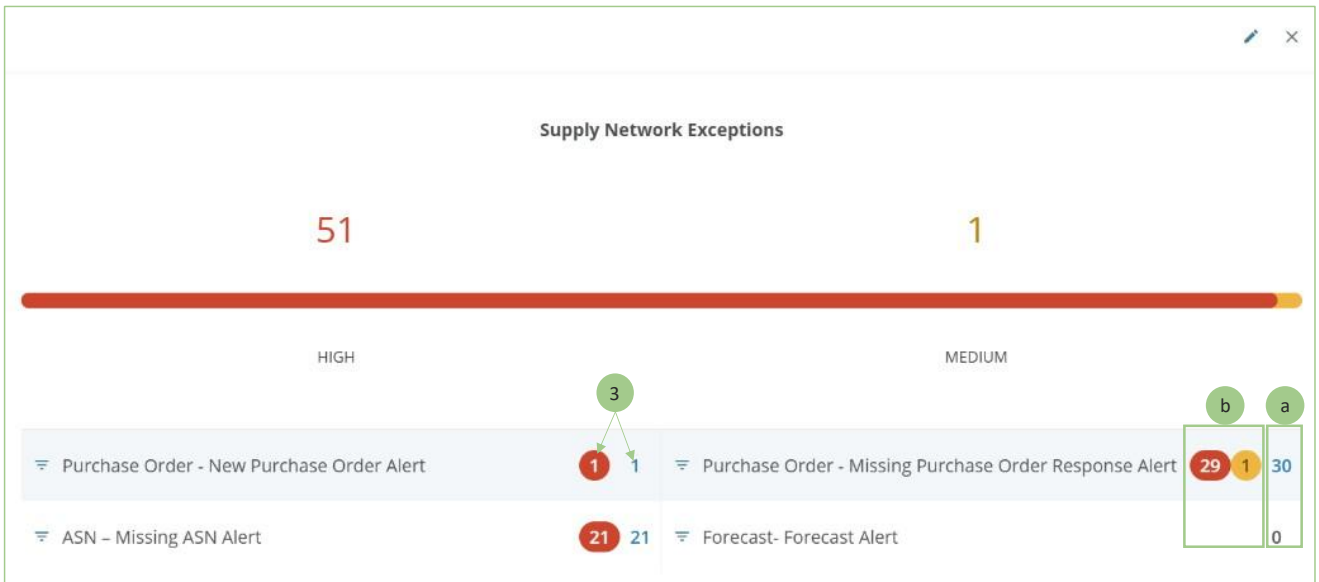 Supply Network Exceptions
51 1
HIGH MEDIUM
3 b a
Purchase Order - New Purchase Order Alert 1 1 Purchase Order - Missing Purchase Order Response Alert 29 1 30
ASN – Missing ASN Alert 21 21 Forecast- Forecast Alert 0